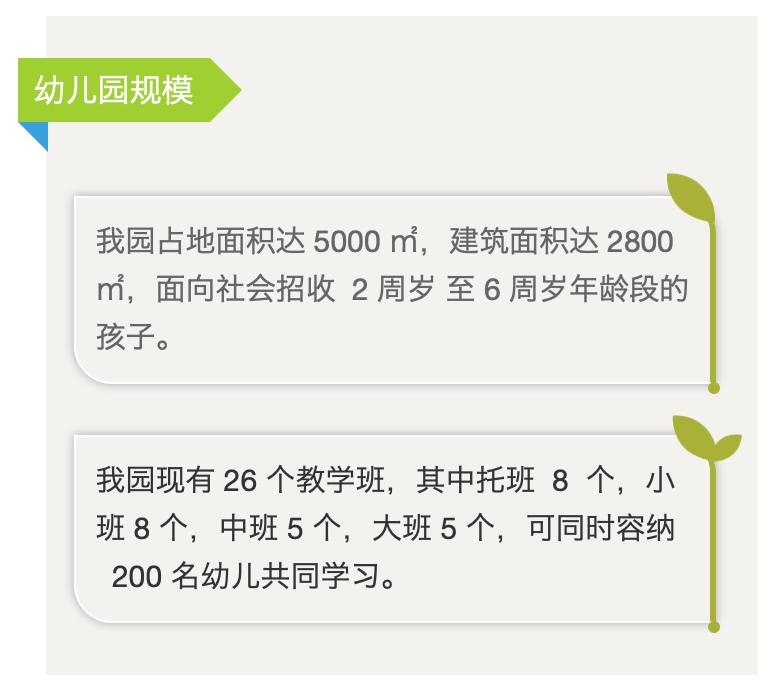 幼儿园规模
我园占地面积达 5000 ㎡，建筑面积达 2800
㎡，面向社会招收  2 周岁 至 6 周岁年龄段的
孩子。
我园现有 26 个教学班，其中托班  8  个，小
班 8 个，中班 5 个，大班 5 个，可同时容纳
200 名幼儿共同学习。